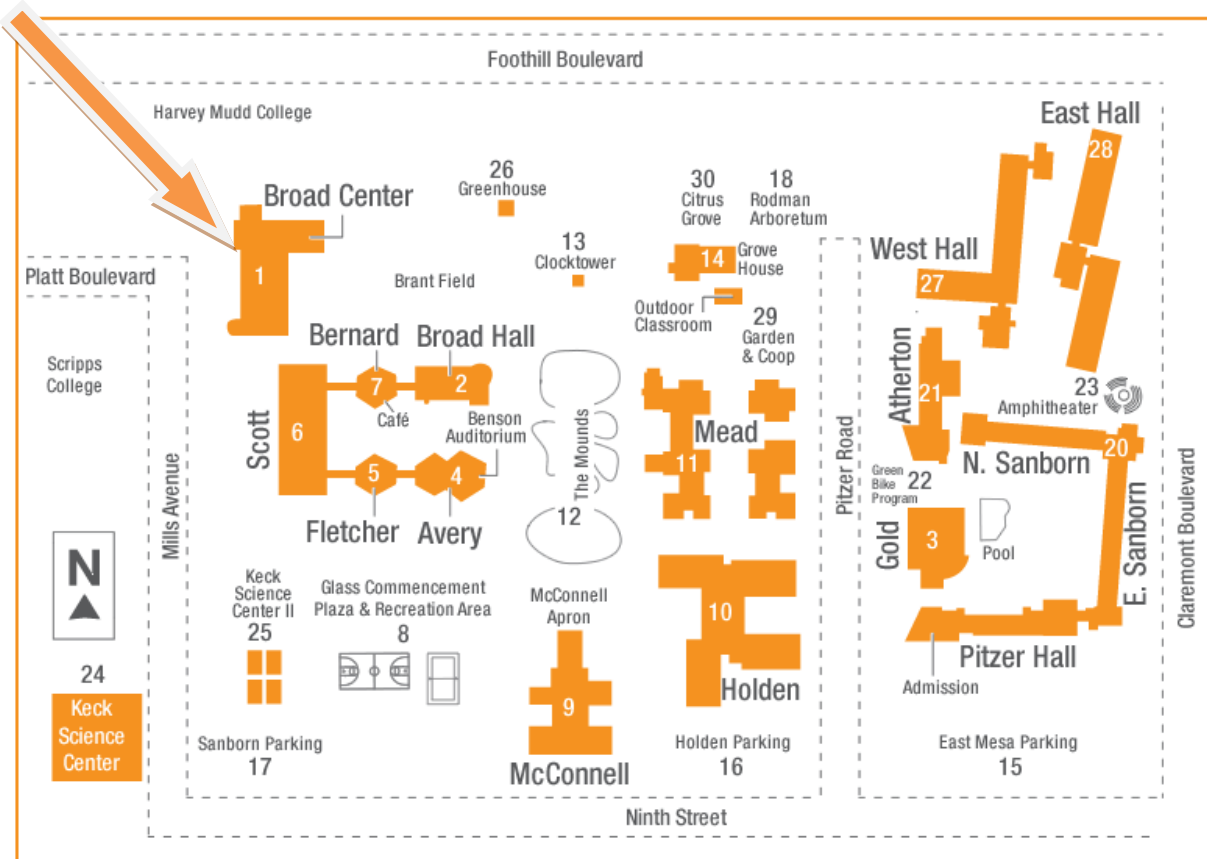 Foothill Boulevard
Harvey Mudd College
East Hall
28
26
Greenhouse
30
Citrus
Grove
18
Rodman
Arboretum
Broad Center
13
Clocktower
14
Grove
House
West Hall
27
Platt Boulevard
1
Brant Field
Outdoor
Classroom
29
Garden
& Coop
Bernard
Broad Hall
Scripps
College
7
2
Café
Benson
Auditorium
Atherton
21
23
Amphitheater
Scott
6
The Mounds
Mead
11
20
N. Sanborn
5
4
Fletcher
Avery
12
Green
Bike
Program
22
Mills Avenue
Pitzer Road
Claremont Boulevard
N
Gold
3
Pool
E. Sanborn
Keck
Science
Center II
25
Glass Commencement
Plaza & Recreation Area
8
McConnell
Apron
10
Holden
Pitzer Hall
Admission
24
Keck
Science
Center
9
McConnell
Sanborn Parking
17
Holden Parking
16
East Mesa Parking
15
Ninth Street